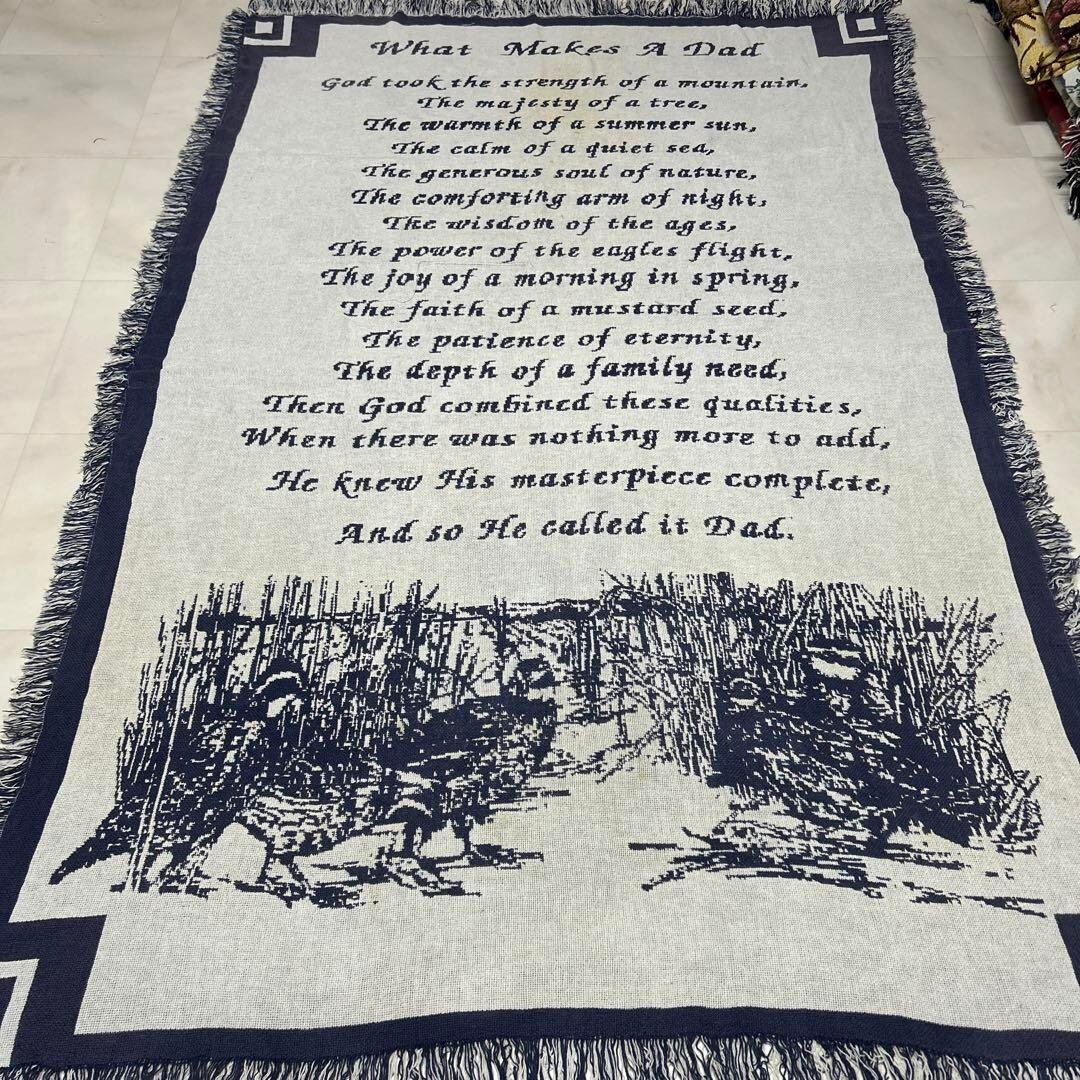 What Makes A Dad
God took the strength of a mountain,
The majesty of a tree,
The warmth of a summer sun,
The calm of a quiet sea,
The generous soul of nature,
The comforting arm of night,
The wisdom of the ages,
The power of the eagles flight,
The joy of a morning in spring,
The faith of a mustard seed,
The patience of eternity,
The depth of a family need,
Then God combined these qualities,
When there was nothing more to add,
He knew His masterpiece complete,
And so He called it Dad.